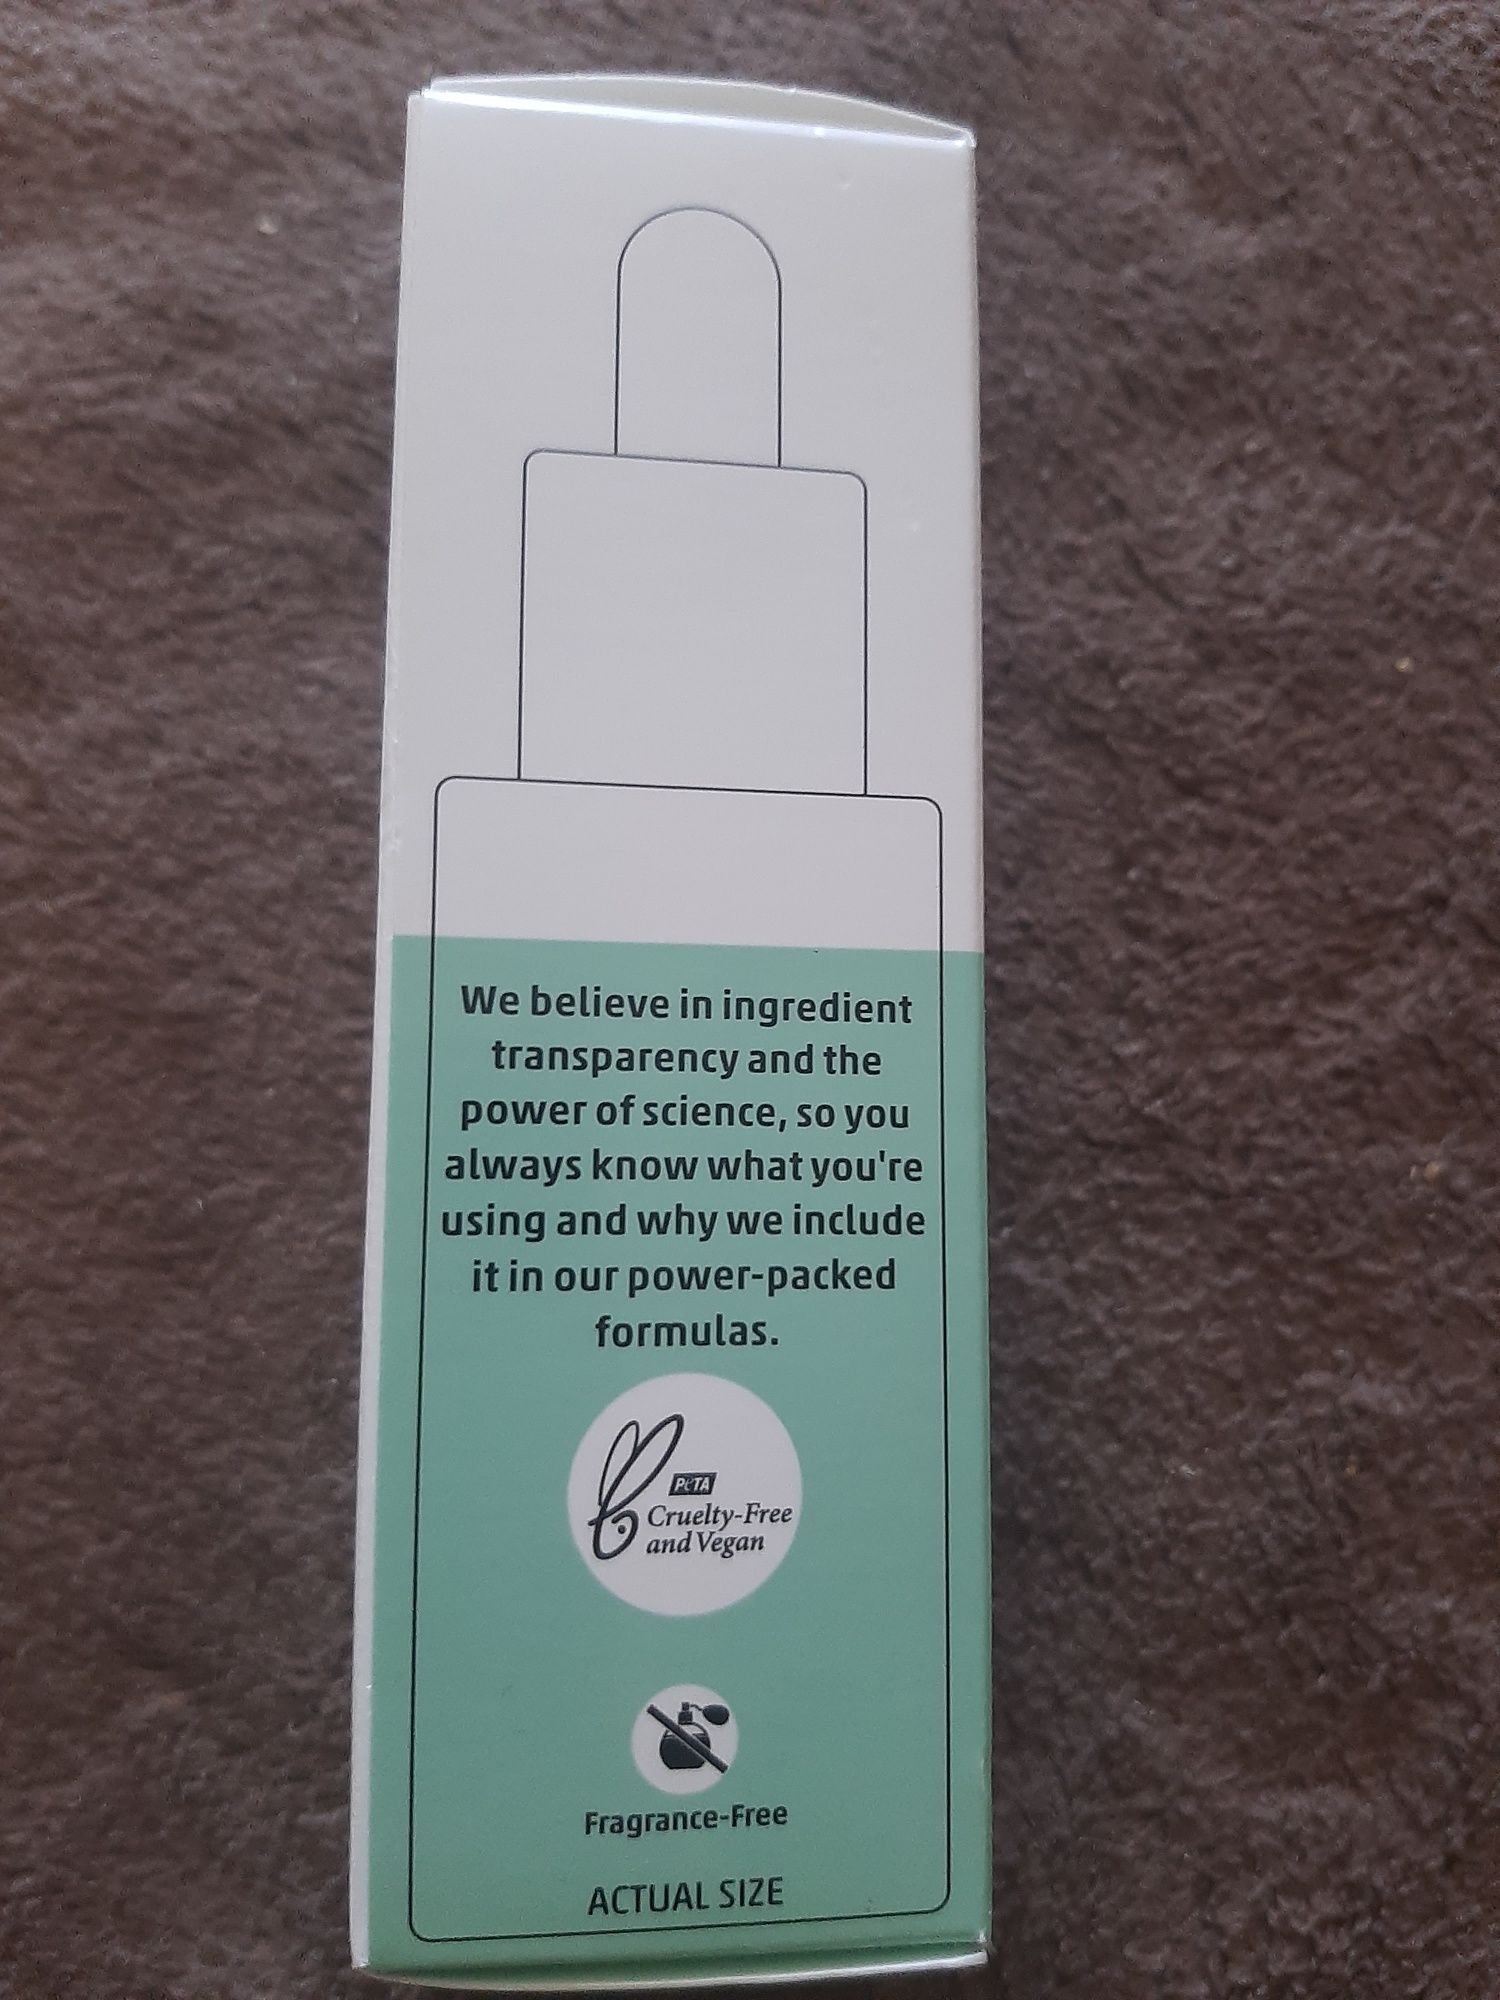 We believe in ingredient
transparency and the
power of science, so you
always know what you're
using and why we include
it in our power-packed
formulas.
PeTA
Cruelty-Free
and Vegan
Fragrance-Free
ACTUAL SIZE